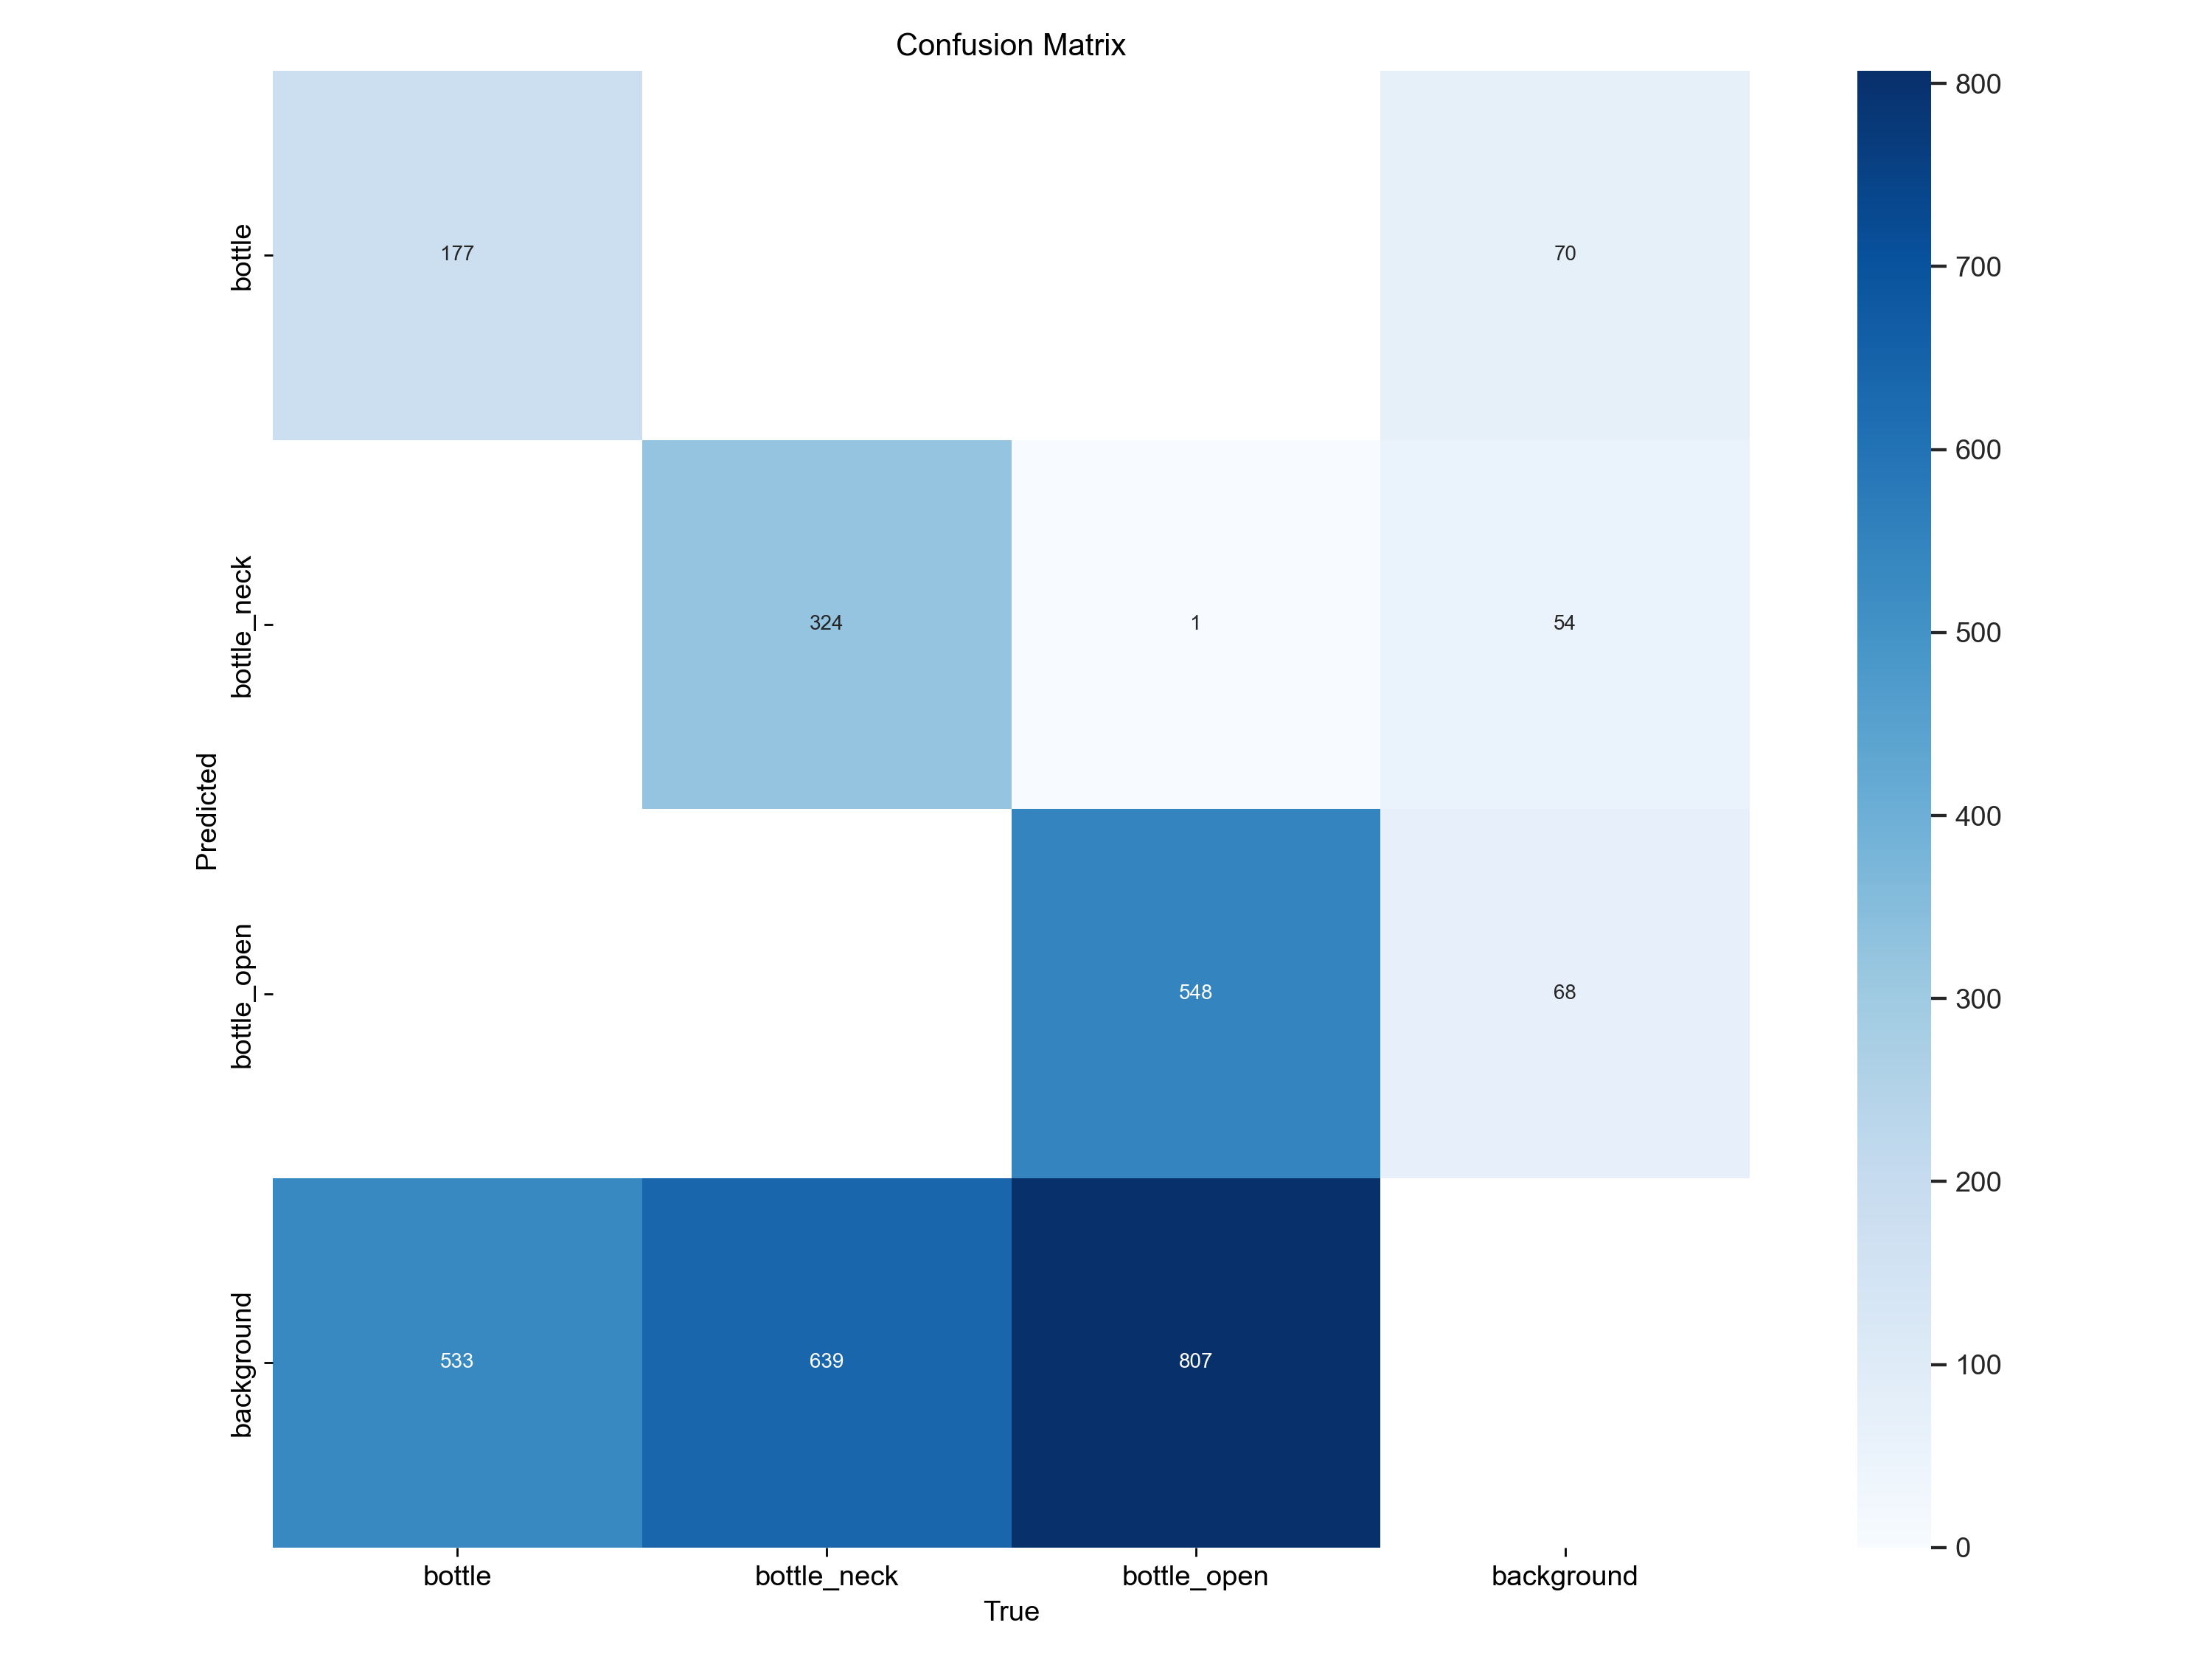 Confusion Matrix
Predicted
bottle
177
70
bottle_neck
324
1
54
bottle_open
548
68
background
533
639
807
bottle
bottle_neck
bottle_open
background
True
800
700
600
500
400
300
200
100
0